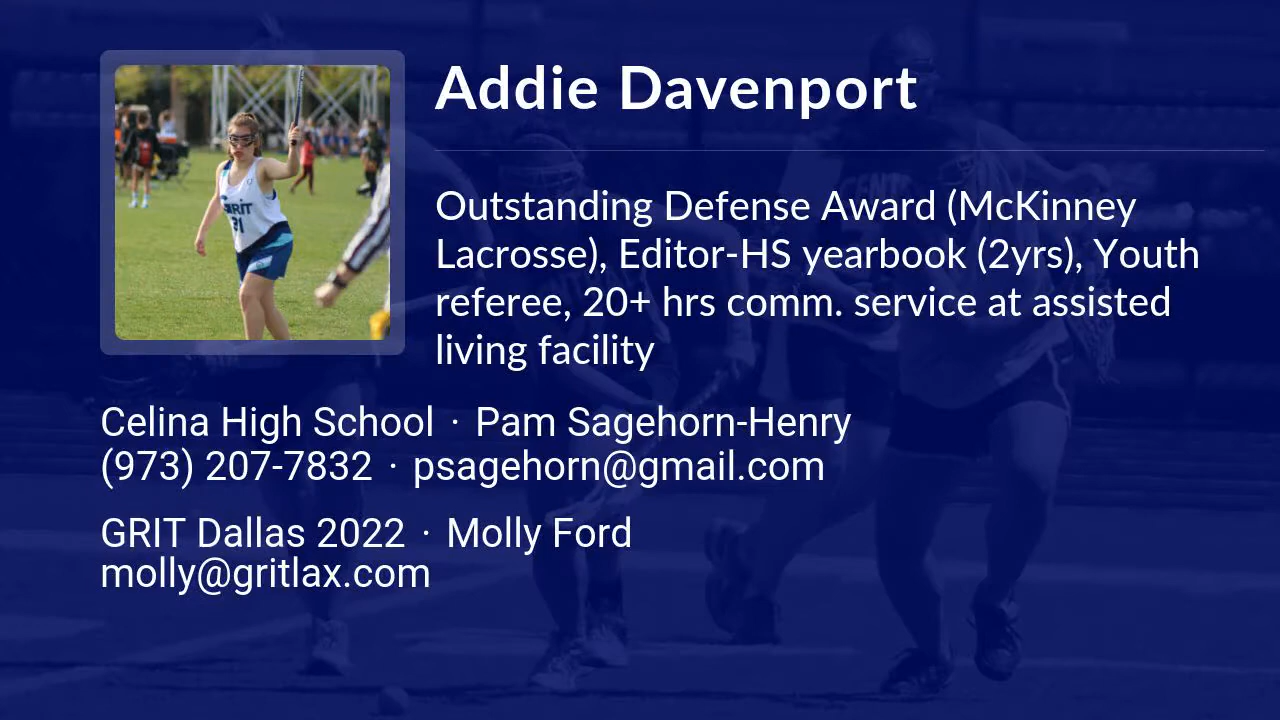 Addie Davenport
Outstanding Defense Award (McKinney
Lacrosse), Editor-HS yearbook (2yrs), Youth
referee, 20+ hrs comm. service at assisted
living facility
Celina High School · Pam Sagehorn-Henry
(973) 207-7832 · psagehorn@gmail.com
GRIT Dallas 2022 · Molly Ford
molly@gritlax.com
GRIT